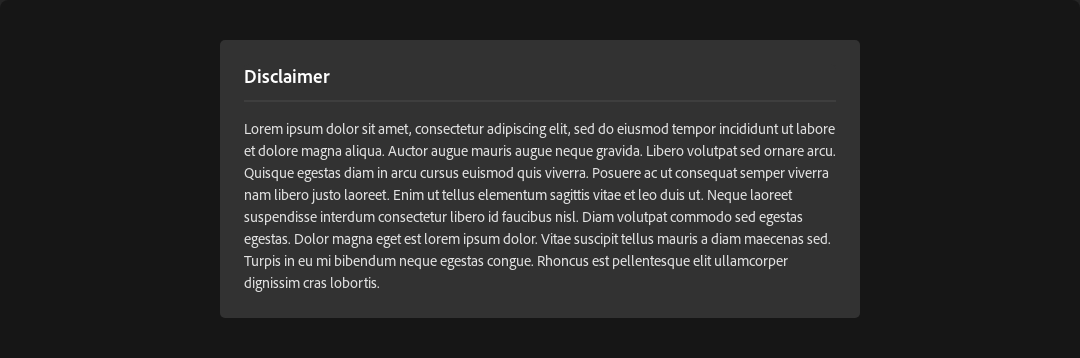 Disclaimer
Lorem ipsum dolor sit amet, consectetur adipiscing elit, sed do eiusmod tempor incididunt ut labore
et dolore magna aliqua. Auctor augue mauris augue neque gravida. Libero volutpat sed ornare arcu.
Quisque egestas diam in arcu cursus euismod quis viverra. Posuere ac ut consequat semper viverra
nam libero justo laoreet. Enim ut tellus elementum sagittis vitae et leo duis ut. Neque laoreet
suspendisse interdum consectetur libero id faucibus nisl. Diam volutpat commodo sed egestas
egestas. Dolor magna eget est lorem ipsum dolor. Vitae suscipit tellus mauris a diam maecenas sed.
Turpis in eu mi bibendum neque egestas congue. Rhoncus est pellentesque elit ullamcorper
dignissim cras lobortis.